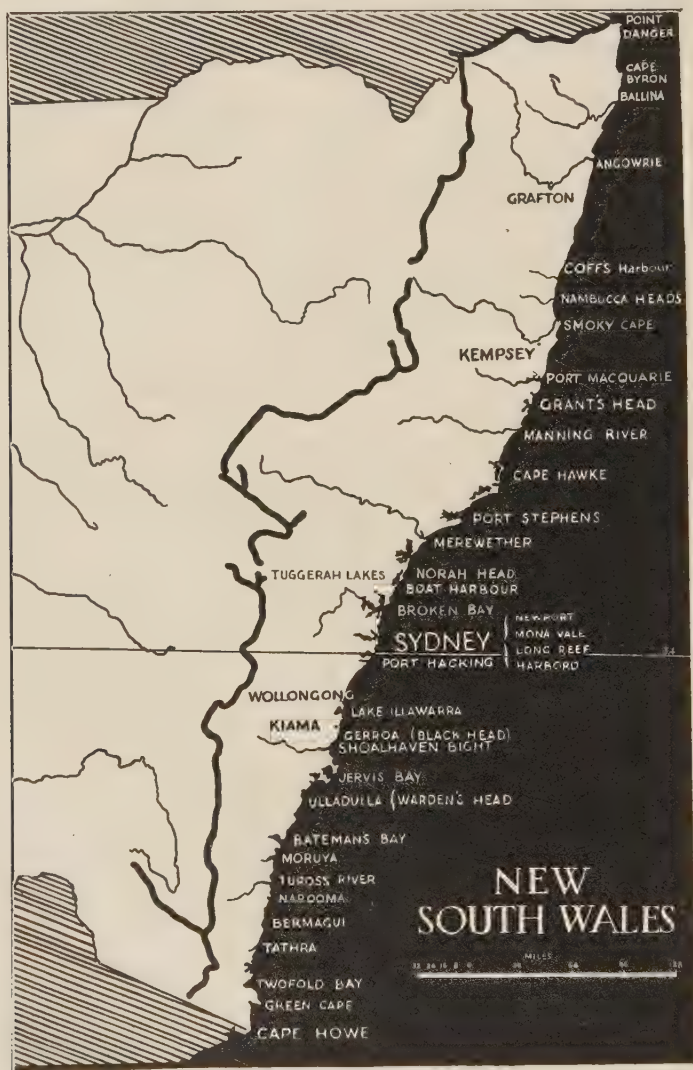 POINT
DANGER
CAPE
BYRON
BALLINA
ANGOWRIE
GRAFTON
COFFS Harbour
NAMBUCCA HEADS
SMOKY CAPE
KEMPSEY
PORT MACQUARIE
GRANT'S HEAD
MANNING RIVER
CAPE HAWKE
PORT STEPHENS
MEREWETHER
TUGGERAH LAKES
NORAH HEAD
BOAT HARBOUR
BROKEN BAY
NEWPORT
SYDNEY
MONA VALE
LONG REEF
34
PORT HACKING
HARBORD
WOLLONGONG
LAKE ILLAWARRA
KIAMA
GERROA (BLACK HEAD)
SHOALHAVEN BIGHT
JERVIS BAY
ULLADULLA (WARDEN'S HEAD
BATEMANS BAY
MORUYA
TUROSS RIVER
NAROOMA
BERMAGUI
TATHRA
TWOFOLD BAY
GREEN CAPE
CAPE HOWE
NEW
SOUTH WALES
MILES